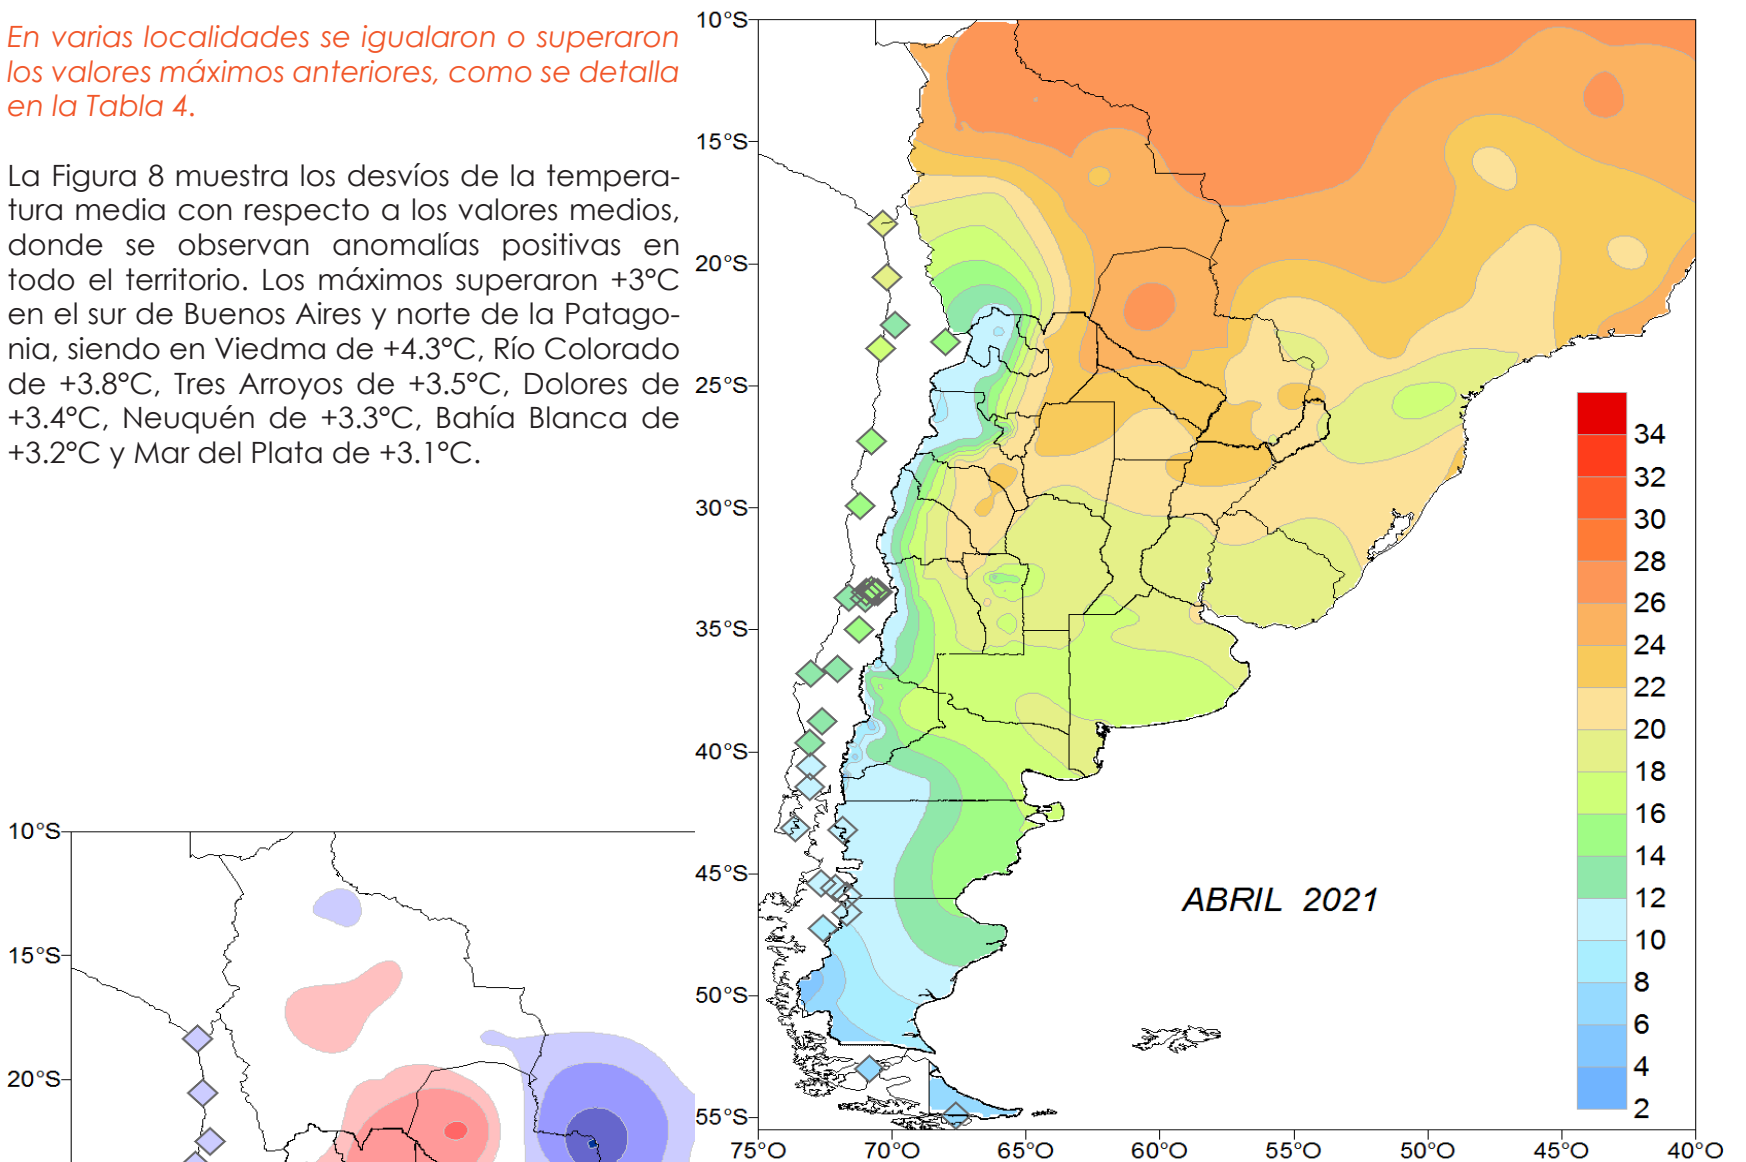 En varias localidades se igualaron o superaron
los valores máximos anteriores, como se detalla
en la Tabla 4.
La Figura 8 muestra los desvíos de la tempera-
tura media con respecto a los valores medios,
donde se observan anomalías positivas en
todo el territorio. Los máximos superaron +3°C
en el sur de Buenos Aires y norte de la Patago-
nia, siendo en Viedma de +4.3°C, Río Colorado
de +3.8°C, Tres Arroyos de +3.5°C, Dolores de
+3.4°C, Neuquén de +3.3°C, Bahía Blanca de
+3.2°C y Mar del Plata de +3.1°C.
10°S
15°S
20°S
10°S
15°S
20°S
25°S
30°S
35°S
40°S
45°S
50°S
55°S
75°O 70°O 65°O 60°O 55°O 50°O 45°O 40°O
ABRIL 2021
34
32
30
28
26
24
22
20
18
16
14
12
10
8
6
4
2